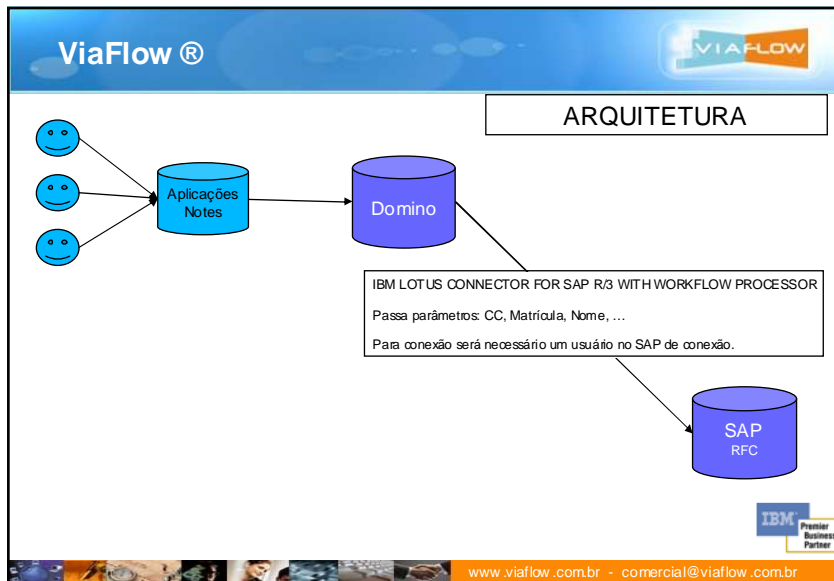 ViaFlow ®
VIAFLOW
ARQUITETURA
Aplicações
Notes
Domino
IBM LOTUS CONNECTOR FOR SAP R/3 WITH WORKFLOW PROCESSOR
Passa parâmetros: CC, Matrícula, Nome, ...
Para conexão será necessário um usuário no SAP de conexão.
SAP
RFC
IBM
Premier
Business
Partner
www.viaflow.com.br - comercial@viaflow.com.br